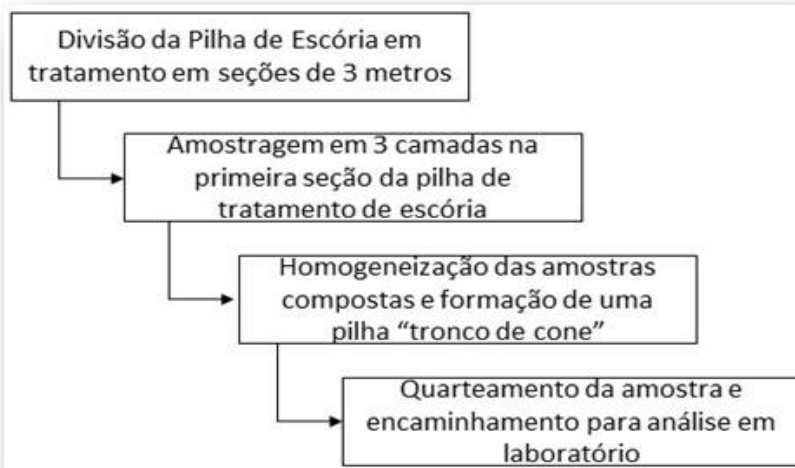 Divisão da Pilha de Escória em
tratamento em seções de 3 metros
Amostragem em 3 camadas na
primeira seção da pilha de
tratamento de escória
Homogeneização das amostras
compostas e formação de uma
pilha “tronco de cone”
Quarteamento da amostra e
encaminhamento para análise em
laboratório